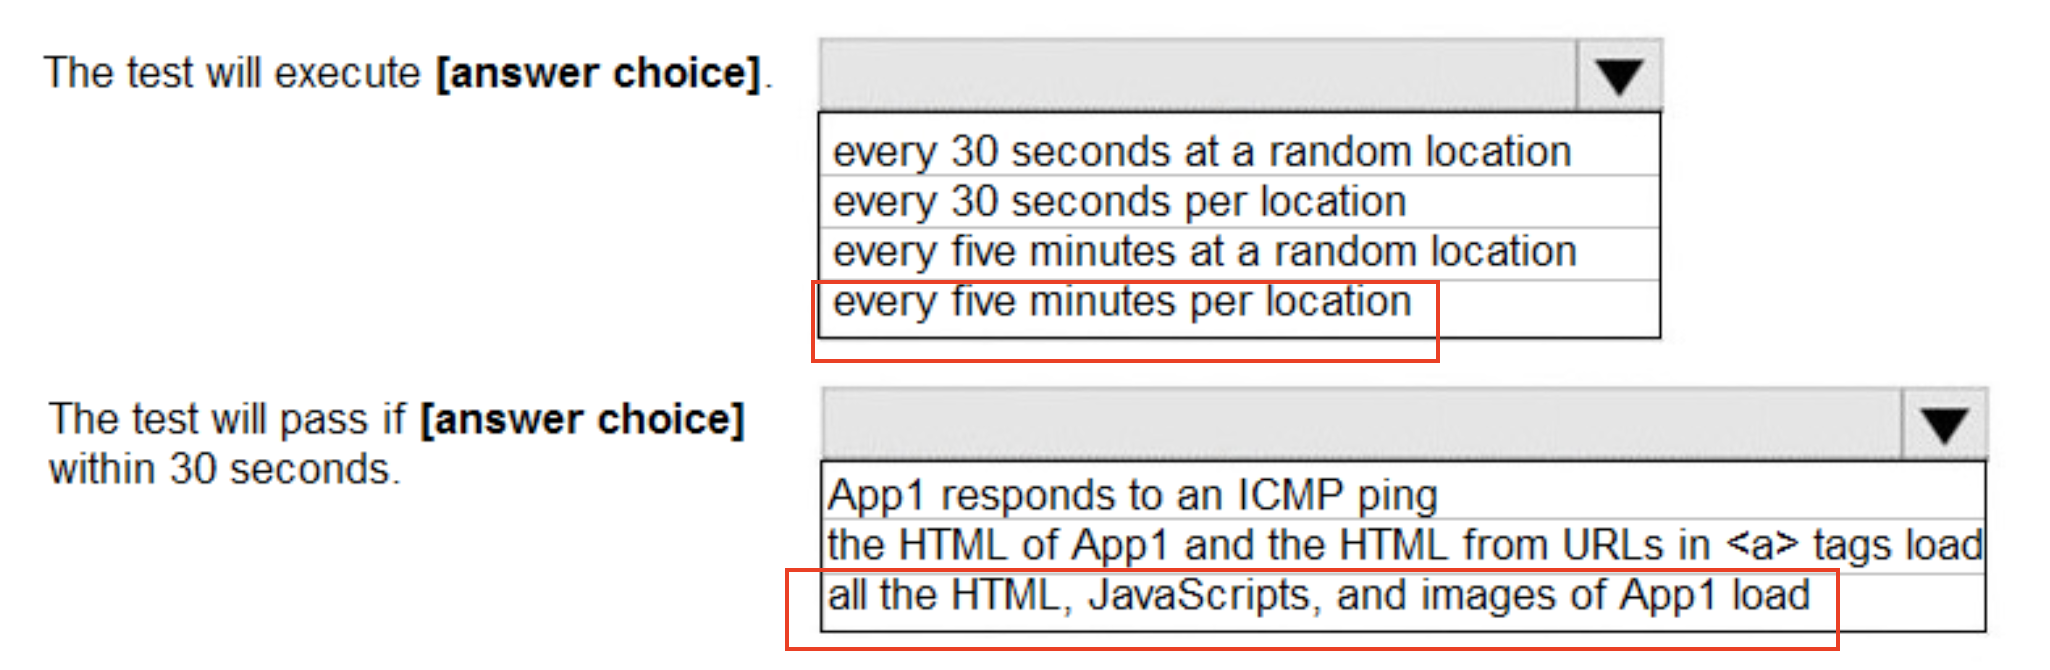 The test will execute [answer choice].
every 30 seconds at a random location
every 30 seconds per location
every five minutes at a random location
every five minutes per location
The test will pass if [answer choice]
within 30 seconds.
App1 responds to an ICMP ping
the HTML of App1 and the HTML from URLs in <a> tags load
all the HTML, JavaScripts, and images of App1 load